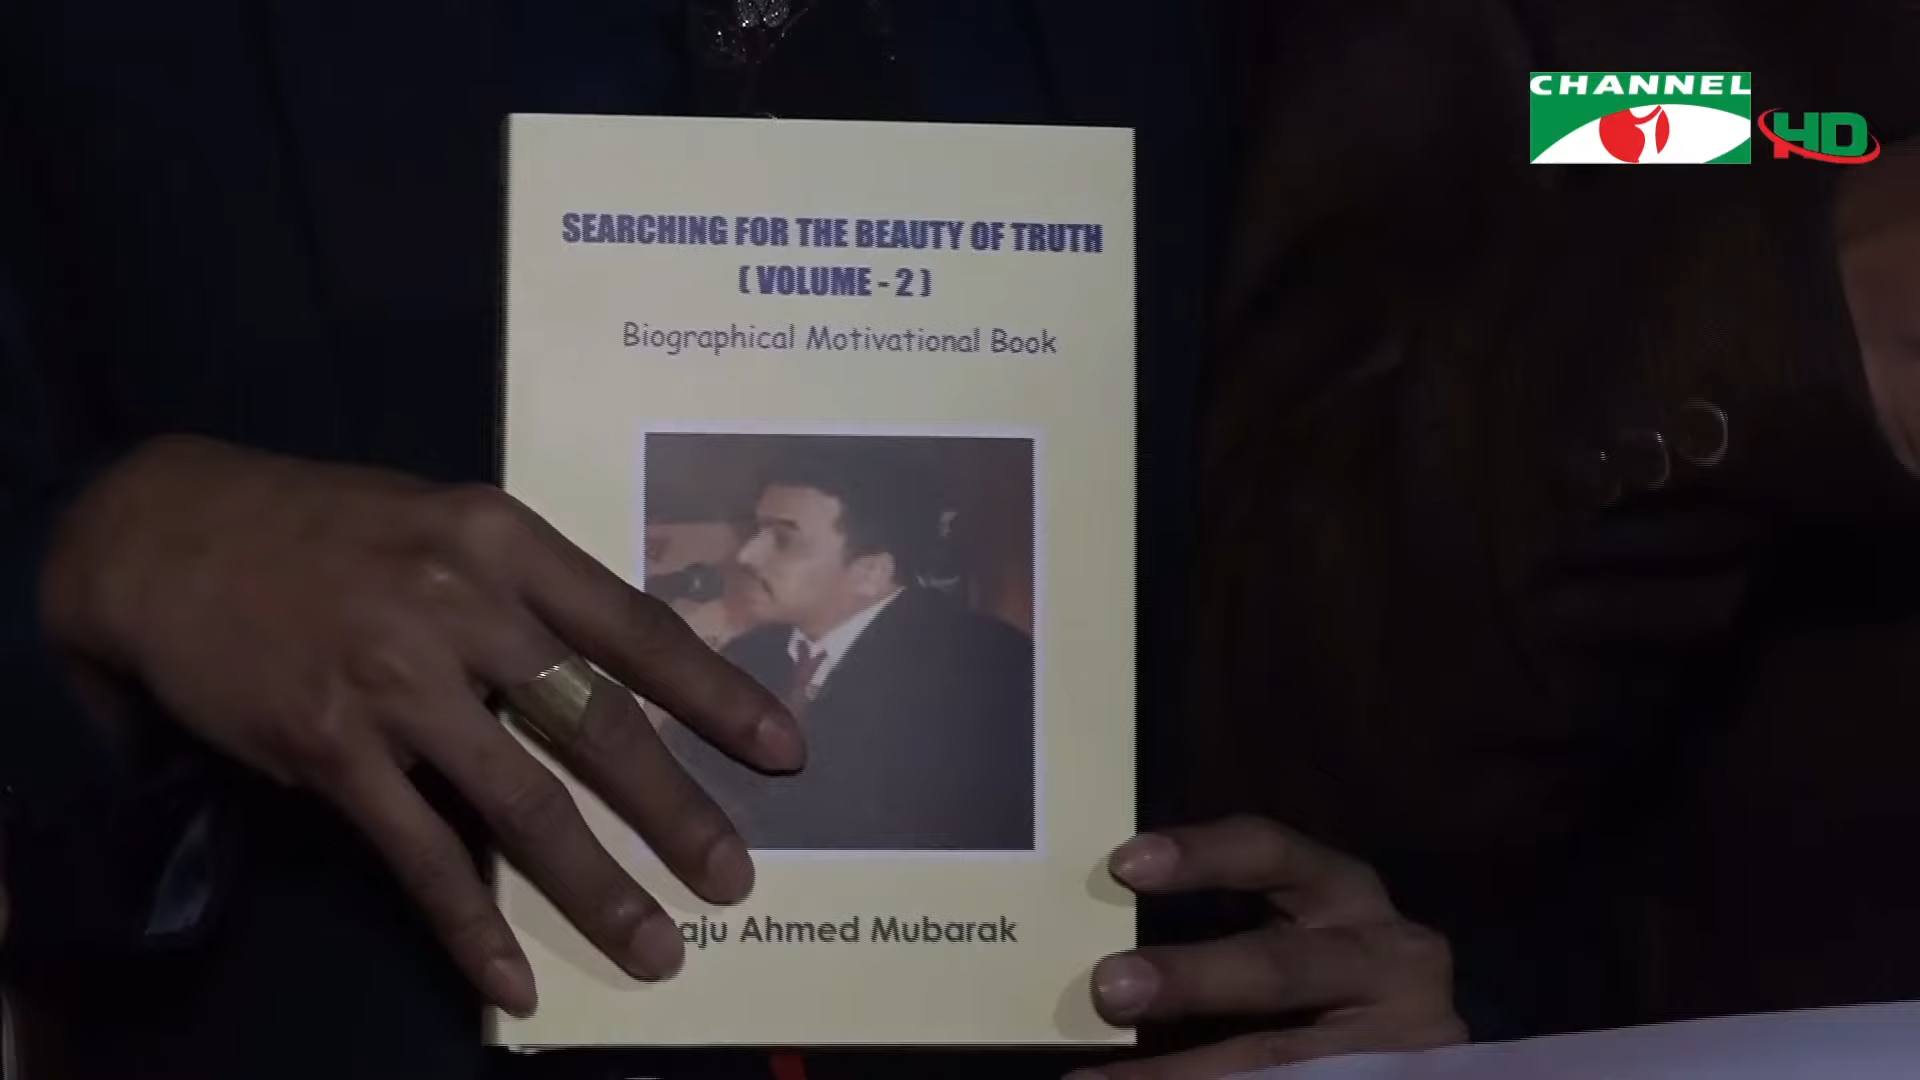 CHANNEL
HD
SEARCHING FOR THE BEAUTY OF TRUTH
( VOLUME - 2 )
Biographical Motivational Book
aju Ahmed Mubarak